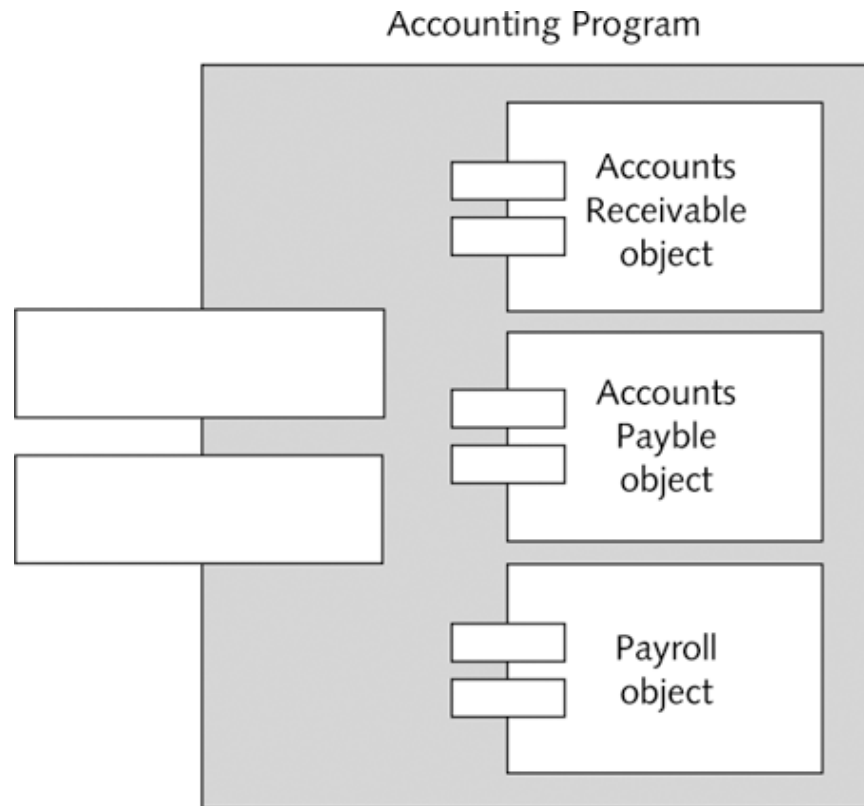 Accounting Program
Accounts
Receivable
object
Accounts
Payble
object
Payroll
object